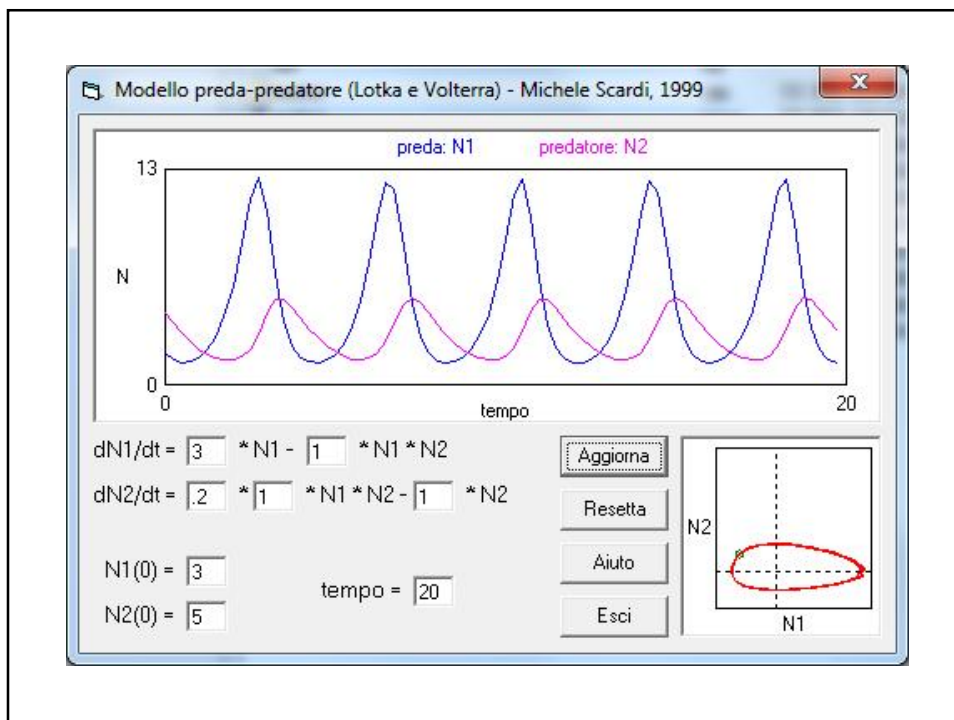 Modello preda-predatore (Lotka e Volterra) - Michele Scardi, 1999
preda: N1 predatore: N2
13
N
0
0 tempo 20
dN1/dt = 3 * N1 - 1 * N1 * N2
dN2/dt = .2 * 1 * N1 * N2 - 1 * N2
N1(0) = 3
N2(0) = 5
tempo = 20
Aggiorna
Resetta
Aiuto
Esci
N2
N1